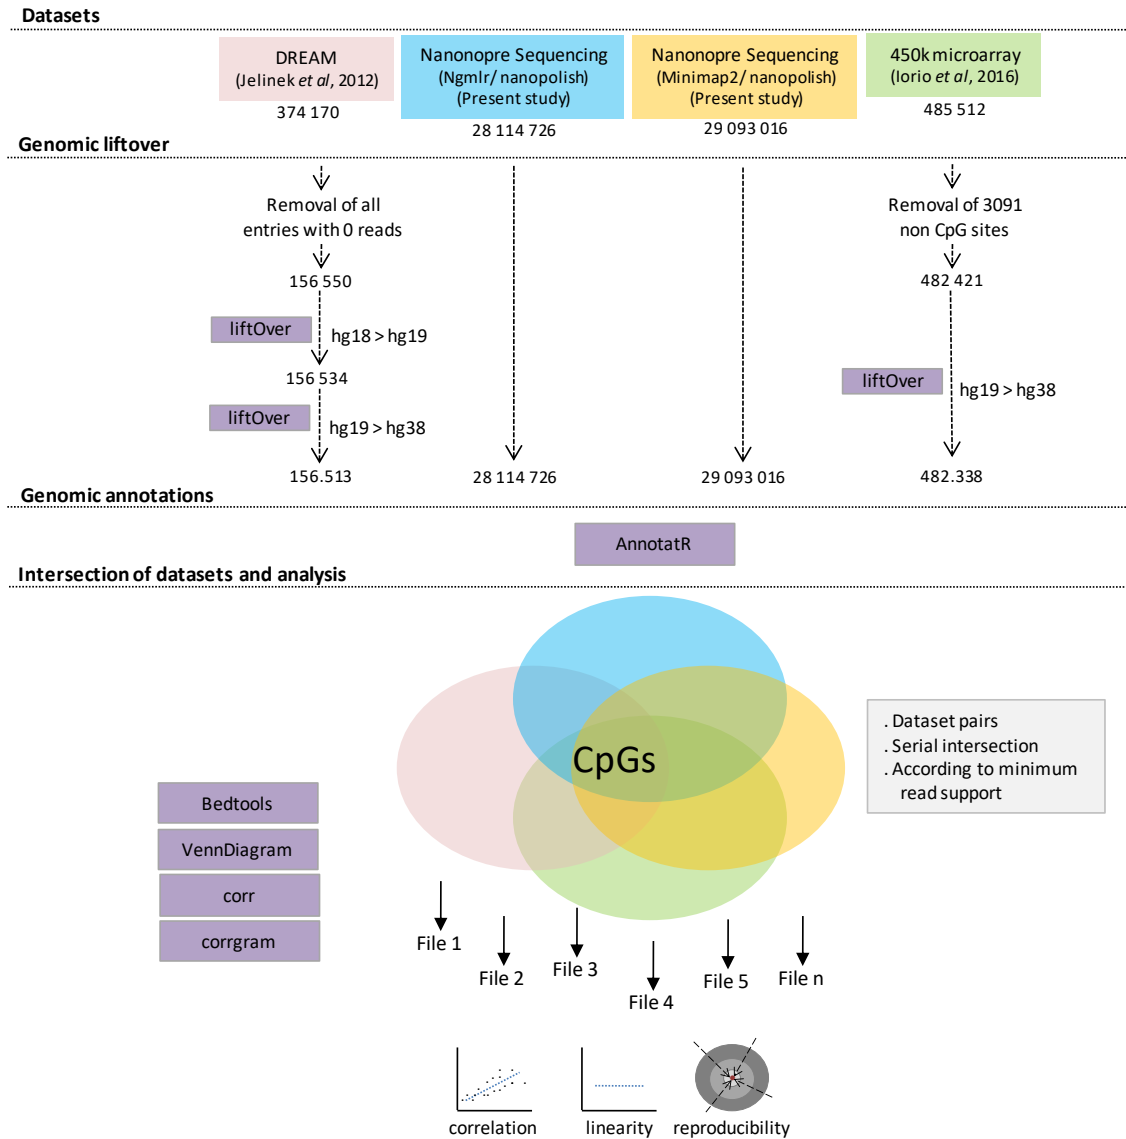 Datasets
DREAM
(Jelinek et al, 2012)
374 170
Nanonopre Sequencing
(Ngmlr/ nanopolish)
(Present study)
28 114 726
Nanonopre Sequencing
(Minimap2/ nanopolish)
(Present study)
29 093 016
450k microarray
(Iorio et al, 2016)
485 512
Genomic liftover
Removal of all
entries with 0 reads
156 550
liftOver
hg18 > hg19
156 534
liftOver
hg19 > hg38
156.513
28 114 726
29 093 016
Removal of 3091
non CpG sites
482 421
liftOver
hg19 > hg38
482.338
Genomic annotations
AnnotatR
Intersection of datasets and analysis
CpGs
. Dataset pairs
. Serial intersection
. According to minimum
read support
Bedtools
VennDiagram
corr
corrgram
File 1
File 2
File 3
File 4
File 5
File n
correlation
linearity
reproducibility